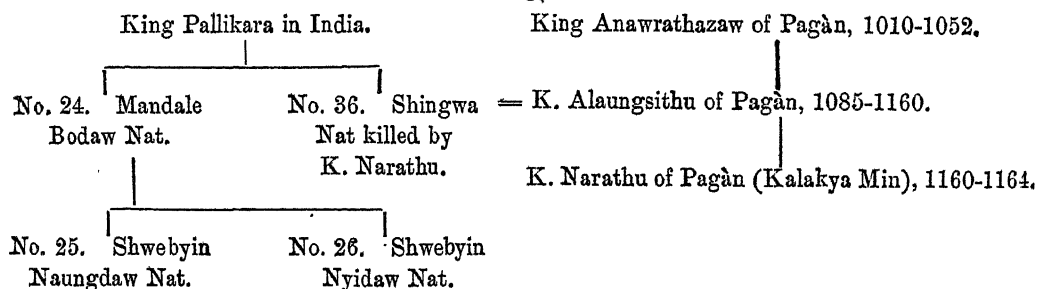 King Pallikara in India. King Anawrathazaw of Pagàn, 1010-1052.
No. 24. Mandale No. 36. Shingwa = K. Alaungsithu of Pagàn, 1085-1160.
Bodaw Nat. Nat killed by
K. Narathu. K. Narathu of Pagàn (Kalakya Min), 1160-1164.
No. 25. Shwebyin No. 26. Shwebyin
Naungdaw Nat. Nyidaw Nat.